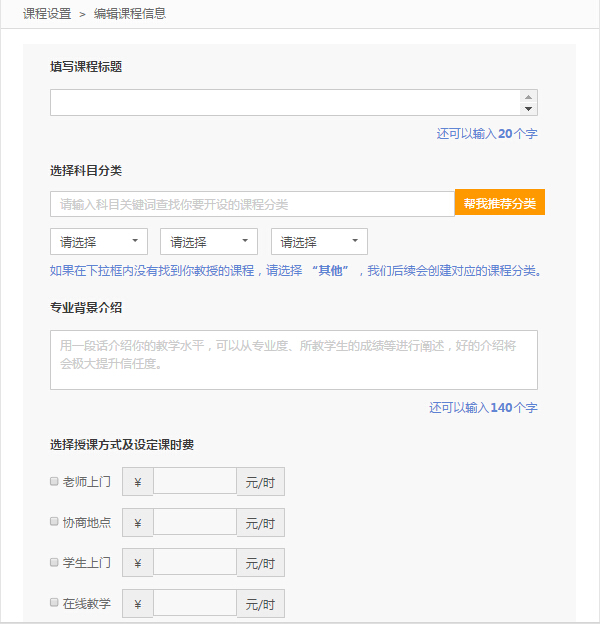 课程设置 > 编辑课程信息
填写课程标题
还可以输入20个字
选择科目分类
请输入科目关键词查找你要开设的课程分类 帮我推荐分类
请选择 请选择 请选择
如果在下拉框内没有找到你教授的课程，请选择 “其他” ，我们后续会创建对应的课程分类。
专业背景介绍
用一段话介绍你的教学水平，可以从专业度、所教学生的成绩等进行阐述，好的介绍将
会极大提升信任度。
还可以输入140个字
选择授课方式及设定课时费
老师上门 ¥ 元/时
协商地点 ¥ 元/时
学生上门 ¥ 元/时
在线教学 ¥ 元/时